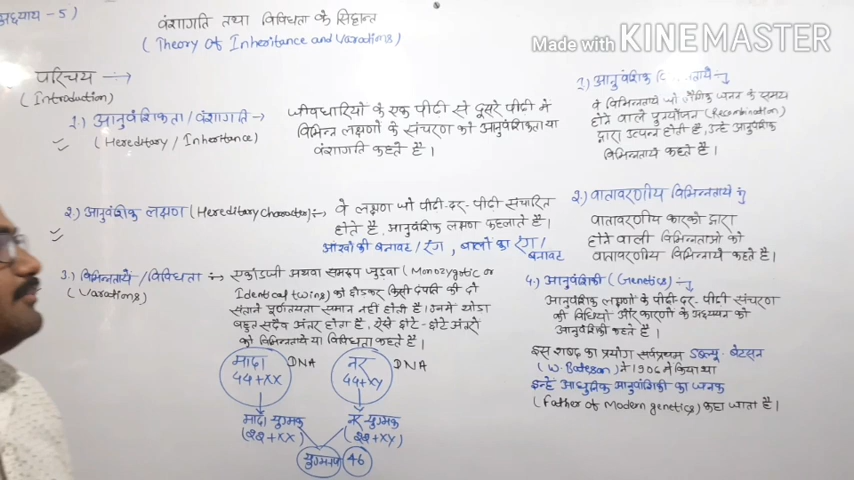 अध्याय - 5)
वंशागति तथा विविधता के सिद्धान्त
(Theory of Inheritance and Varations)
Made with KINEMASTER
परिचय
(Introduction)
1.) आनुवंशिकता / वंशागति
(Hereditary / Inheritance)
जीवधारियों के एक पीढी से दूसरे पीढी में
विभिन्न लक्षणों के संचरण को आनुवंशिकता या
वंशागति कहते है।
2.) आनुवंशिक लक्षण (Hereditary Character) :-
वे लक्षण जो पीढी-दर-पीढी संचारित
होते है, आनुवंशिक लक्षण कहलाते है।
आंखो की बनावट / रंग, बालों का रंग /
बनावट
3.) विभिन्नतायें / विविधता :-
(Varations)
एकांडजी अथवा समरूप जुडवा (Monozygotic or
Identical twins) को छोडकर किसी दंपति की दो
संताने पूर्णतया समान नहीं होती है। उनमें थोडा
बहुत सदैव अंतर होता है, ऐसे छोटे-छोटे अंतरो
को विभिन्नतायें या विविधता कहते है।
मादा
44+XX
DNA
नर
44+XY
DNA
मादा युग्मक
(22+XX)
नर युग्मक
(22+XY)
युग्मनज
46
1) आनुवंशिक
वे विभिन्नतायें जो लैंगिक जनन के समय
होने वाले पुनर्योजन (Recombination)
द्वारा उत्पन्न होती है, उन्हे आनुवंशिक
विभिन्नतायें कहते है।
2.) वातावरणीय विभिन्नतायें :-
वातावरणीय कारको द्वारा
होने वाली विभिन्नताओ को
वातावरणीय विभिन्नतायें कहते है।
4.) आनुवंशिकी (Genetics) :-
आनुवंशिक लक्षणों के पीढी दर-पीढी संचरण
की विधियों और कारणों के अध्ययन को
आनुवंशिकी कहते है।
इस शब्द का प्रयोग सर्वप्रथम डब्ल्यू- बेटसन
(W. Bateson) ने 1906 में किया था
इन्हे आधुनिक आनुवंशिकी का जनक
(Father of Modern genetics) कहा जाता है।